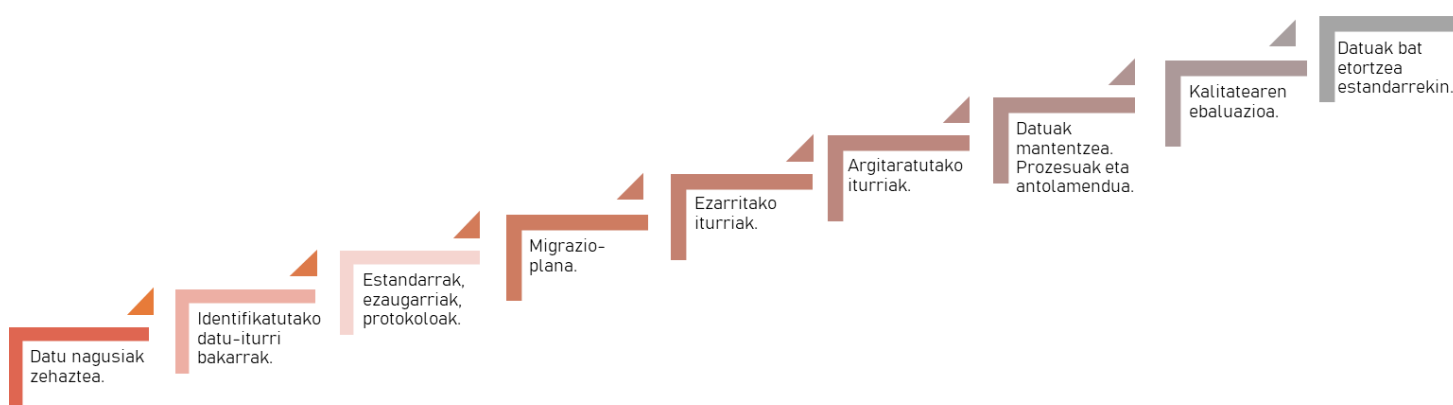 Datu nagusiak
zehaztea.
Identifikatutako
datu-iturri
bakarrak.
Estandarrak,
ezaugarriak,
protokoloak.
Migrazio-
plana.
Ezarritako
iturriak.
Argitaratutako
iturriak.
Datuak
mantentzea.
Prozesuak eta
antolamendua.
Kalitatearen
ebaluazioa.
Datuak bat
etortzea
estandarrekin.